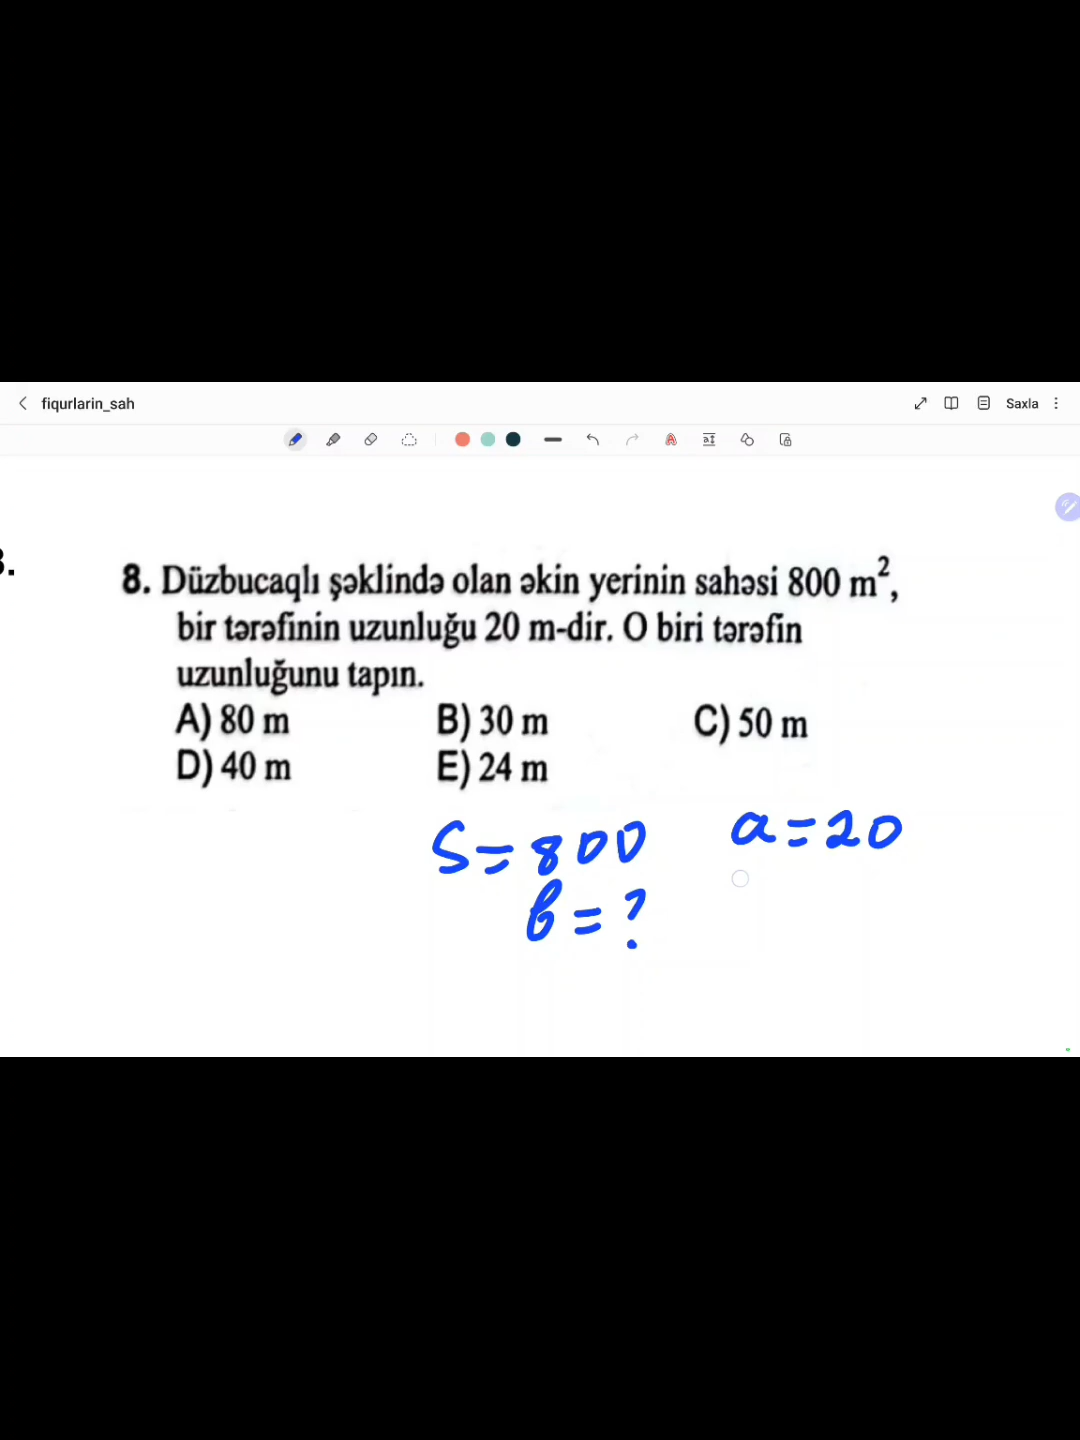 fiqurlarin_sah
Saxla
8. Düzbucaqlı şəklində olan əkin yerinin sahəsi 800 m²,
bir tərəfinin uzunluğu 20 m-dir. O biri tərəfin
uzunluğunu tapın.
A) 80 m B) 30 m C) 50 m
D) 40 m E) 24 m
S=800 a=20
b=?